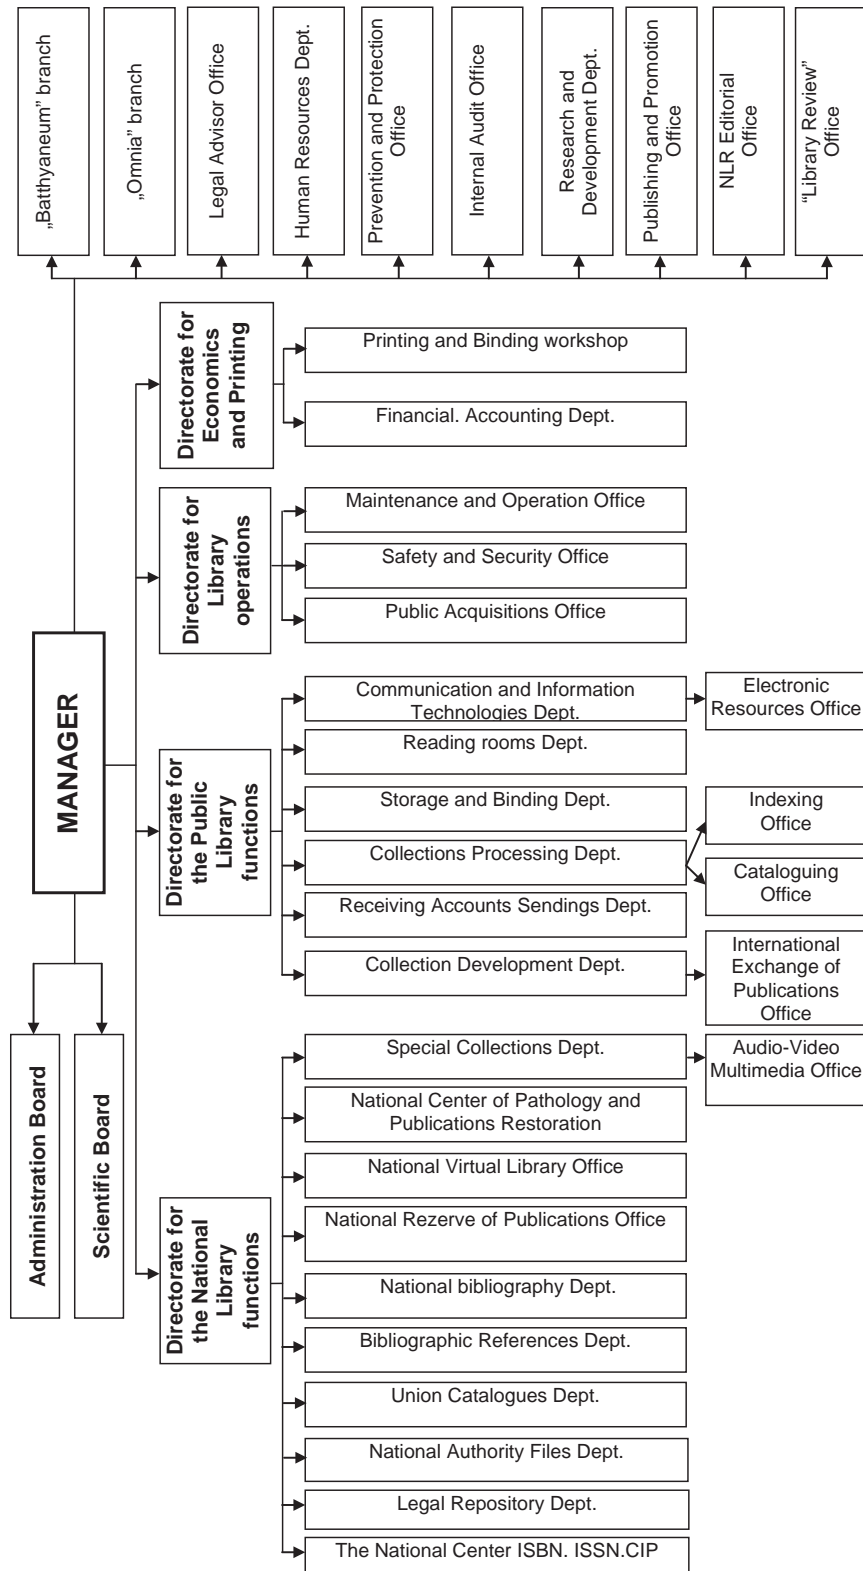 MANAGER
Administration Board
Scientific Board
„Batthyaneum” branch
„Omnia” branch
Legal Advisor Office
Human Resources Dept.
Prevention and Protection
Office
Internal Audit Office
Research and
Development Dept.
Publishing and Promotion
Office
NLR Editorial
Office
“Library Review”
Office
Directorate for
Economics
and Printing
Printing and Binding workshop
Financial. Accounting Dept.
Directorate for
Library
operations
Maintenance and Operation Office
Safety and Security Office
Public Acquisitions Office
Directorate for
the Public
Library
functions
Communication and Information
Technologies Dept.
Electronic
Resources Office
Reading rooms Dept.
Storage and Binding Dept.
Collections Processing Dept.
Indexing
Office
Cataloguing
Office
Receiving Accounts Sendings Dept.
Collection Development Dept.
International
Exchange of
Publications
Office
Directorate for
the National
Library
functions
Special Collections Dept.
Audio-Video
Multimedia Office
National Center of Pathology and
Publications Restoration
National Virtual Library Office
National Rezerve of Publications Office
National bibliography Dept.
Bibliographic References Dept.
Union Catalogues Dept.
National Authority Files Dept.
Legal Repository Dept.
The National Center ISBN. ISSN.CIP